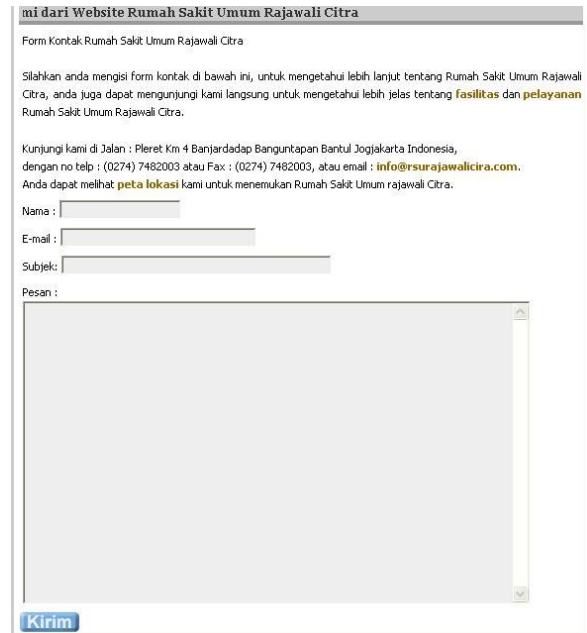 mi dari Website Rumah Sakit Umum Rajawali Citra
Form Kontak Rumah Sakit Umum Rajawali Citra
Silahkan anda mengisi form kontak di bawah ini, untuk mengetahui lebih lanjut tentang Rumah Sakit Umum Rajawali
Citra, anda juga dapat mengunjungi kami langsung untuk mengetahui lebih jelas tentang fasilitas dan pelayanan
Rumah Sakit Umum Rajawali Citra.
Kunjungi kami di Jalan : Pleret Km 4 Banjardadap Banguntapan Bantul Jogjakarta Indonesia,
dengan no telp : (0274) 7482003 atau Fax : (0274) 7482003, atau email : info@rsurajawalicira.com.
Anda dapat melihat peta lokasi kami untuk menemukan Rumah Sakit Umum rajawali Citra.
Nama :
E-mail :
Subjek:
Pesan :
Kirim